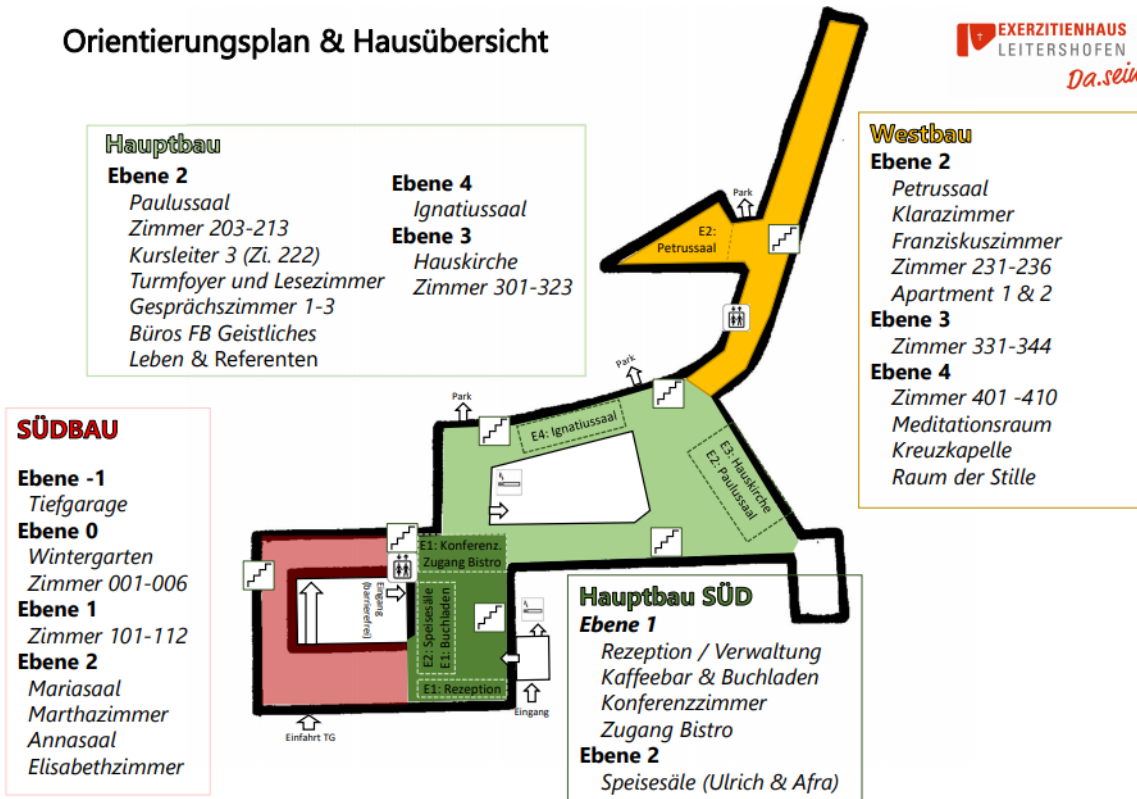 Orientierungsplan & Hausübersicht
EXERZITIENHAUS
LEITERSHOFEN
Da.sein
Hauptbau
Ebene 2
Paulussaal
Zimmer 203-213
Kursleiter 3 (Zi. 222)
Turmfoyer und Lesezimmer
Gesprächszimmer 1-3
Büros FB Geistliches
Leben & Referenten
Ebene 4
Ignatiussaal
Ebene 3
Hauskirche
Zimmer 301-323
Westbau
Ebene 2
Petrussaal
Klarazimmer
Franziskuszimmer
Zimmer 231-236
Apartment 1 & 2
Ebene 3
Zimmer 331-344
Ebene 4
Zimmer 401 -410
Meditationsraum
Kreuzkapelle
Raum der Stille
Park
E2:
Petrussaal
Park
Park
E4: Ignatiussaal
E3: Hauskirche
E2: Paulussaal
SÜDBAU
Ebene -1
Tiefgarage
Ebene 0
Wintergarten
Zimmer 001-006
Ebene 1
Zimmer 101-112
Ebene 2
Mariasaal
Marthazimmer
Annasaal
Elisabethzimmer
E1: Konferenz.
Zugang Bistro
Eingang
(barrierefrei)
E2: Speisesäle
E1: Buchladen
E1: Rezeption
Eingang
Einfahrt TG
Hauptbau SÜD
Ebene 1
Rezeption / Verwaltung
Kaffeebar & Buchladen
Konferenzzimmer
Zugang Bistro
Ebene 2
Speisesäle (Ulrich & Afra)